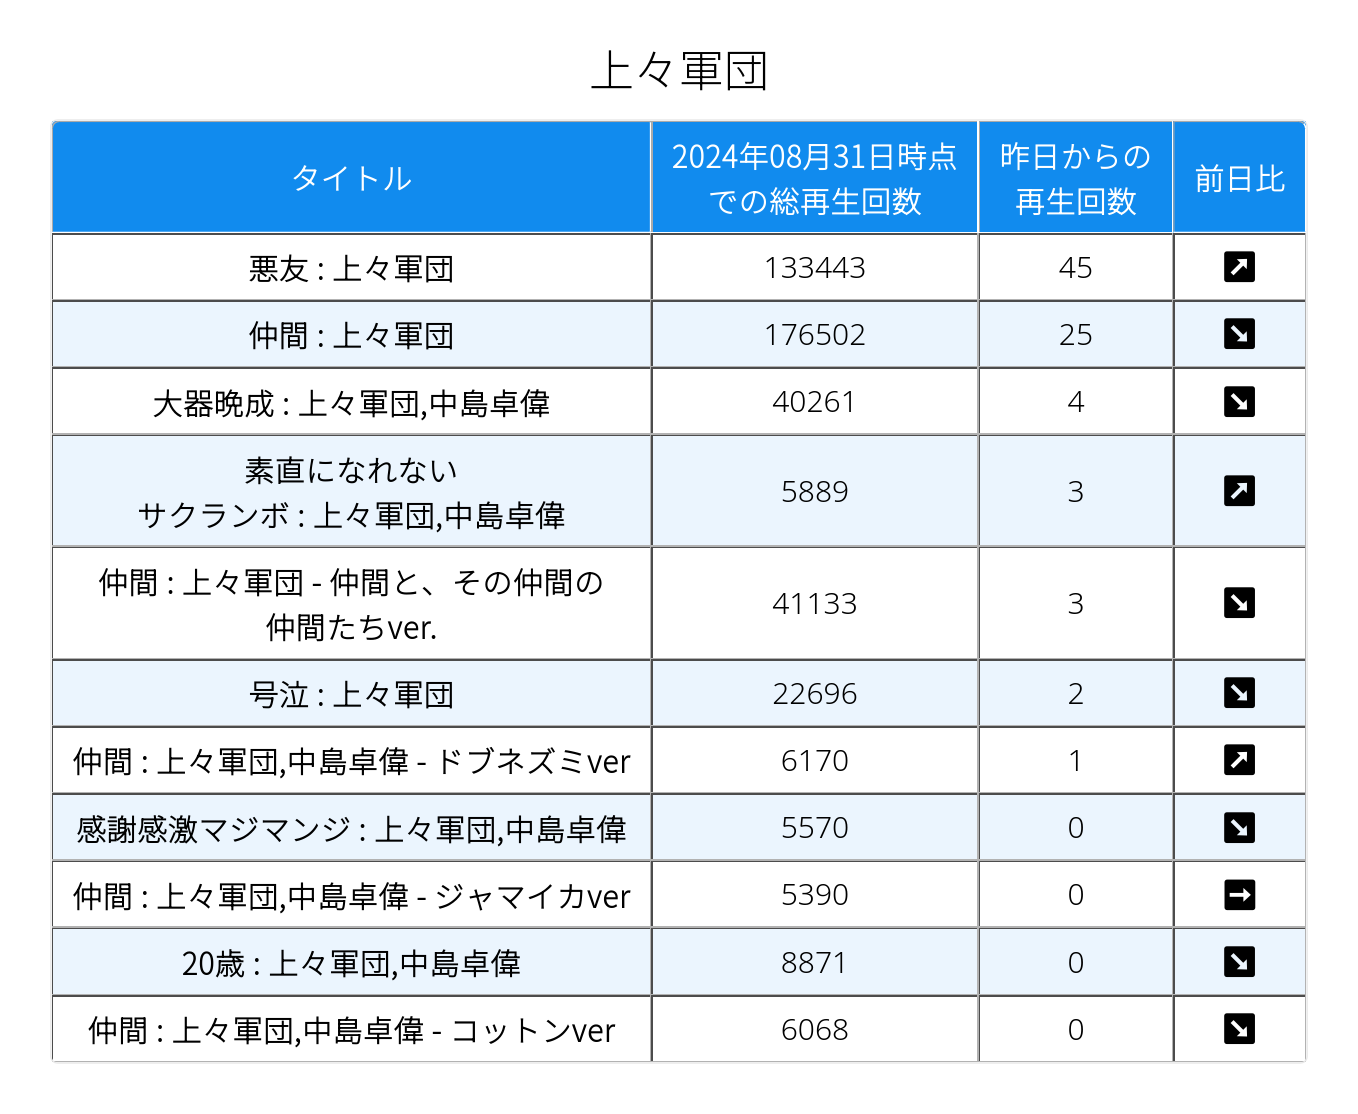 上々軍団
タイトル
2024年08月31日時点
での総再生回数
昨日からの
再生回数
前日比
悪友 : 上々軍団
133443
45
仲間 : 上々軍団
176502
25
大器晩成 : 上々軍団,中島卓偉
40261
4
素直になれない
サクランボ : 上々軍団,中島卓偉
5889
3
仲間 : 上々軍団 - 仲間と、その仲間の
仲間たちver.
41133
3
号泣 : 上々軍団
22696
2
仲間 : 上々軍団,中島卓偉 - ドブネズミver
6170
1
感謝感激マジマンジ : 上々軍団,中島卓偉
5570
0
仲間 : 上々軍団,中島卓偉 - ジャマイカver
5390
0
20歳 : 上々軍団,中島卓偉
8871
0
仲間 : 上々軍団,中島卓偉 - コットンver
6068
0